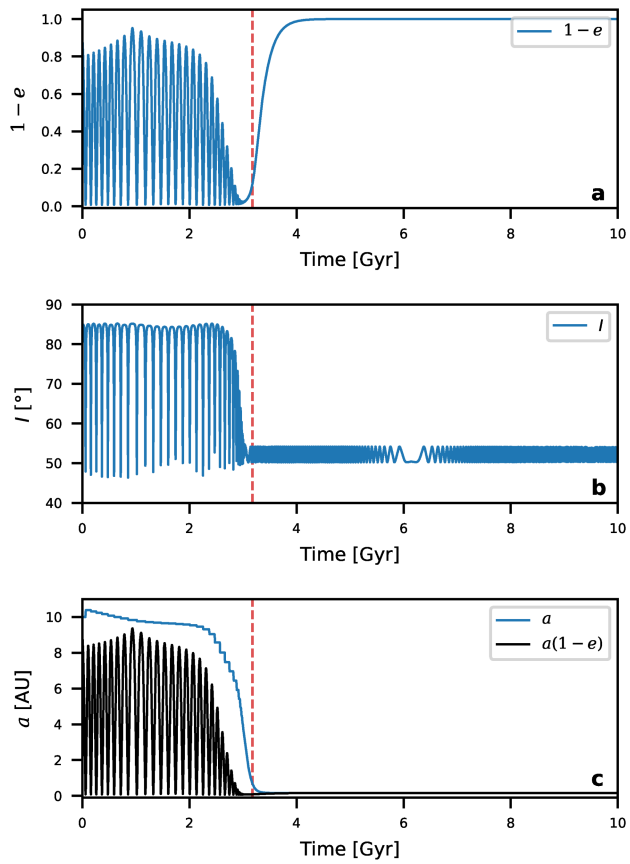 1.0
0.8
0.6
0.4
0.2
0.0
1 − e
1 − e
a
0 2 4 6 8 10
Time [Gyr]
90
80
70
60
50
40
I [°]
I
b
0 2 4 6 8 10
Time [Gyr]
10
8
6
4
2
0
a [AU]
a
a(1 − e)
c
0 2 4 6 8 10
Time [Gyr]